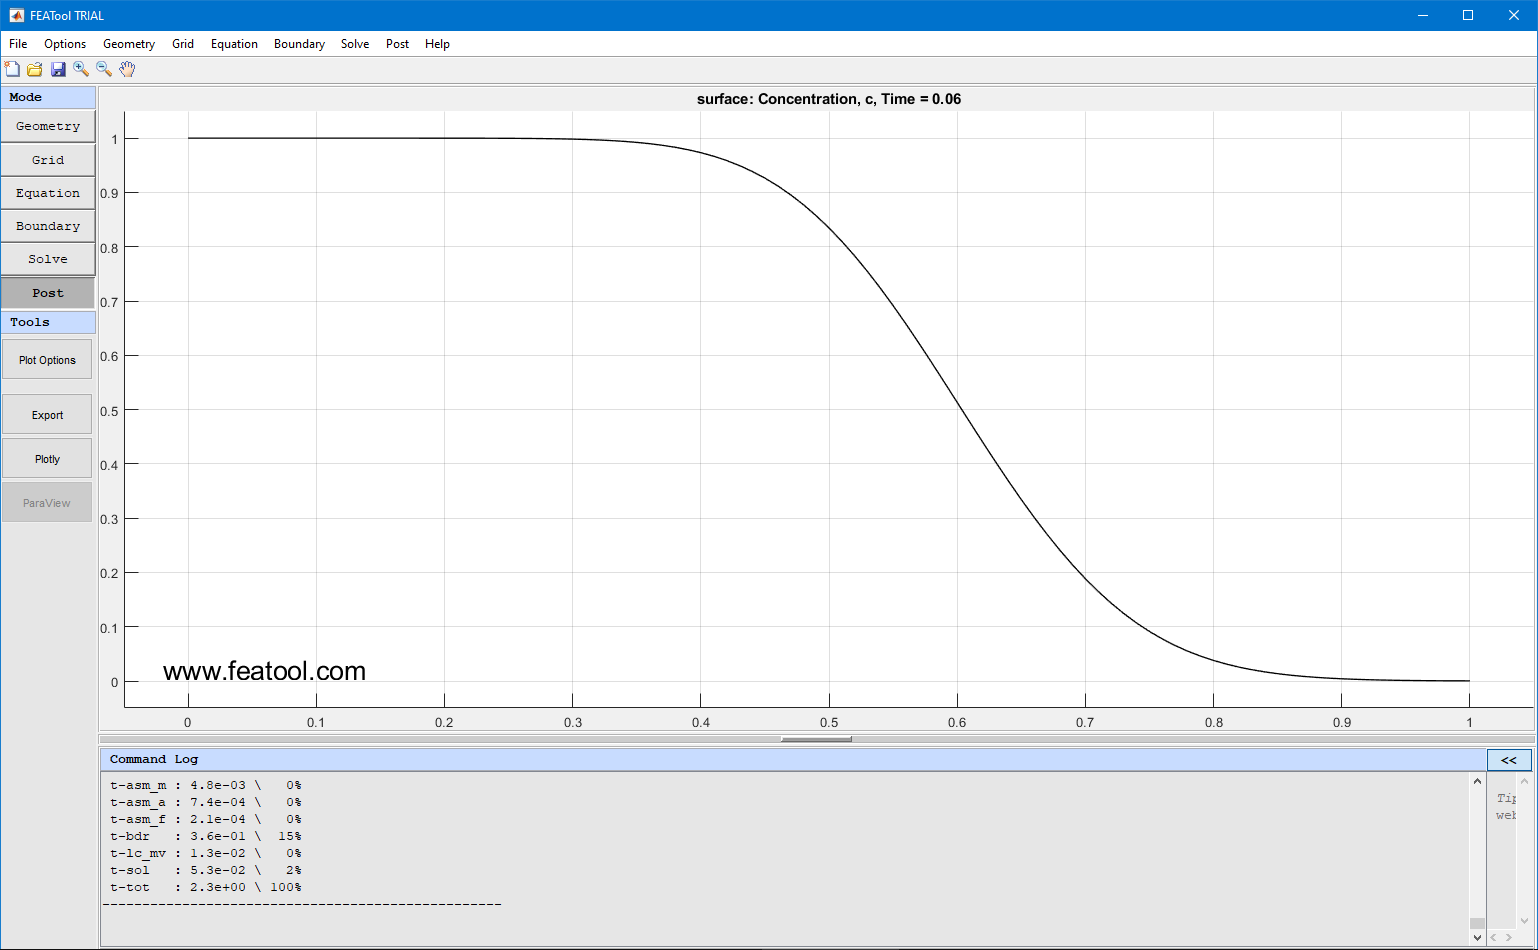 FEATool TRIAL
File Options Geometry Grid Equation Boundary Solve Post Help
Mode
Geometry
Grid
Equation
Boundary
Solve
Post
Tools
Plot Options
Export
Plotly
ParaView
surface: Concentration, c, Time = 0.06
1
0.9
0.8
0.7
0.6
0.5
0.4
0.3
0.2
0.1
0
www.featool.com
0 0.1 0.2 0.3 0.4 0.5 0.6 0.7 0.8 0.9 1
Command Log
<<
t-asm_m : 4.8e-03 \ 0%
t-asm_a : 7.4e-04 \ 0%
t-asm_f : 2.1e-04 \ 0%
t-bdr : 3.6e-01 \ 15%
t-lc_mv : 1.3e-02 \ 0%
t-sol : 5.3e-02 \ 2%
t-tot : 2.3e+00 \ 100%
--------------------------------------------------
Tip
web